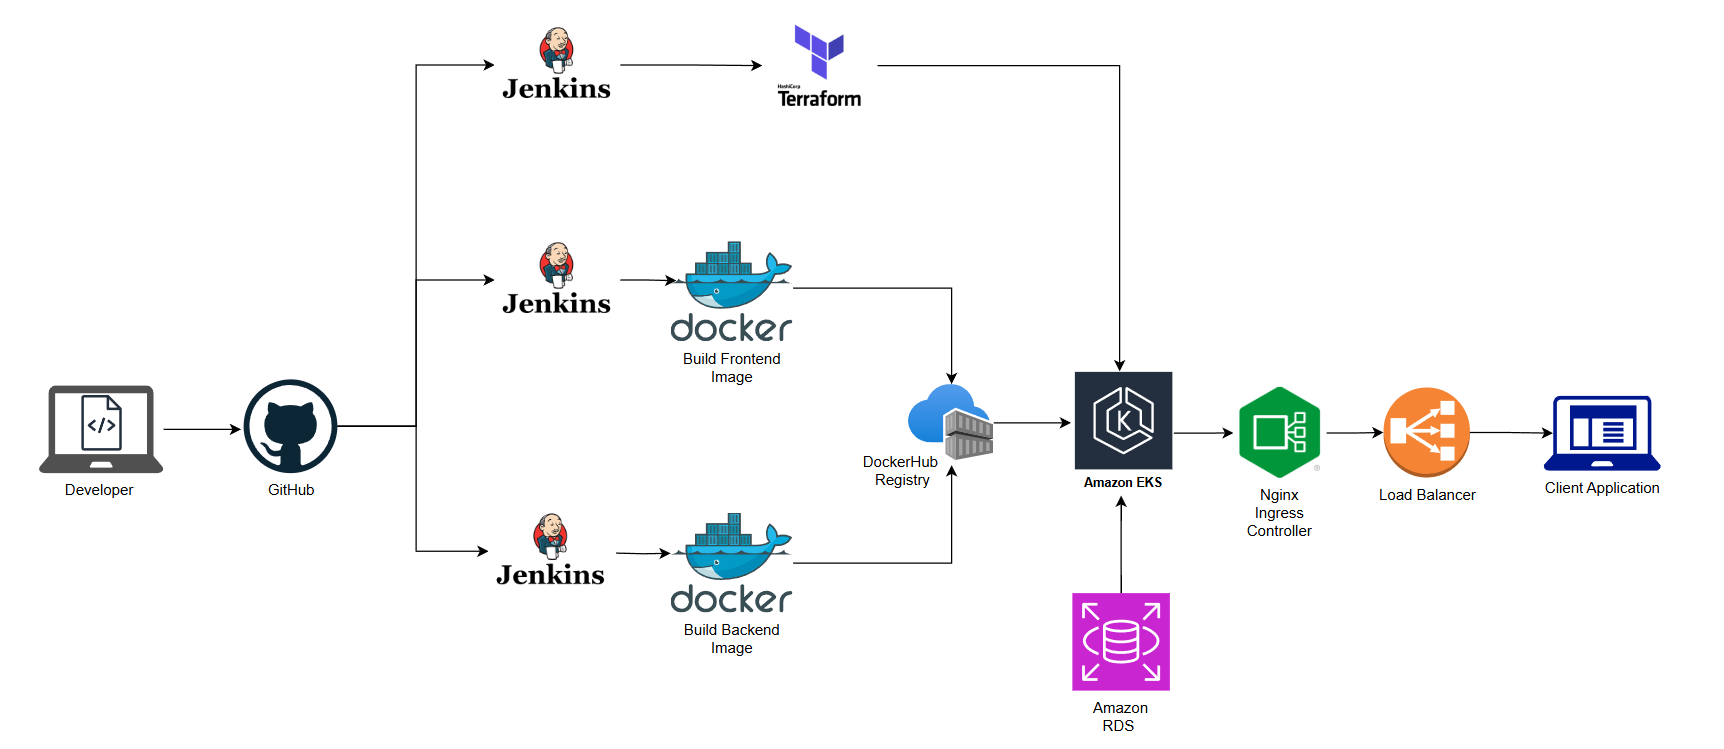 Jenkins
HashiCorp
Terraform
Jenkins
docker
Build Frontend
Image
</>
Developer
GitHub
DockerHub
Registry
K
Amazon EKS
Nginx
Ingress
Controller
®
Load Balancer
Client Application
Jenkins
docker
Build Backend
Image
Amazon
RDS